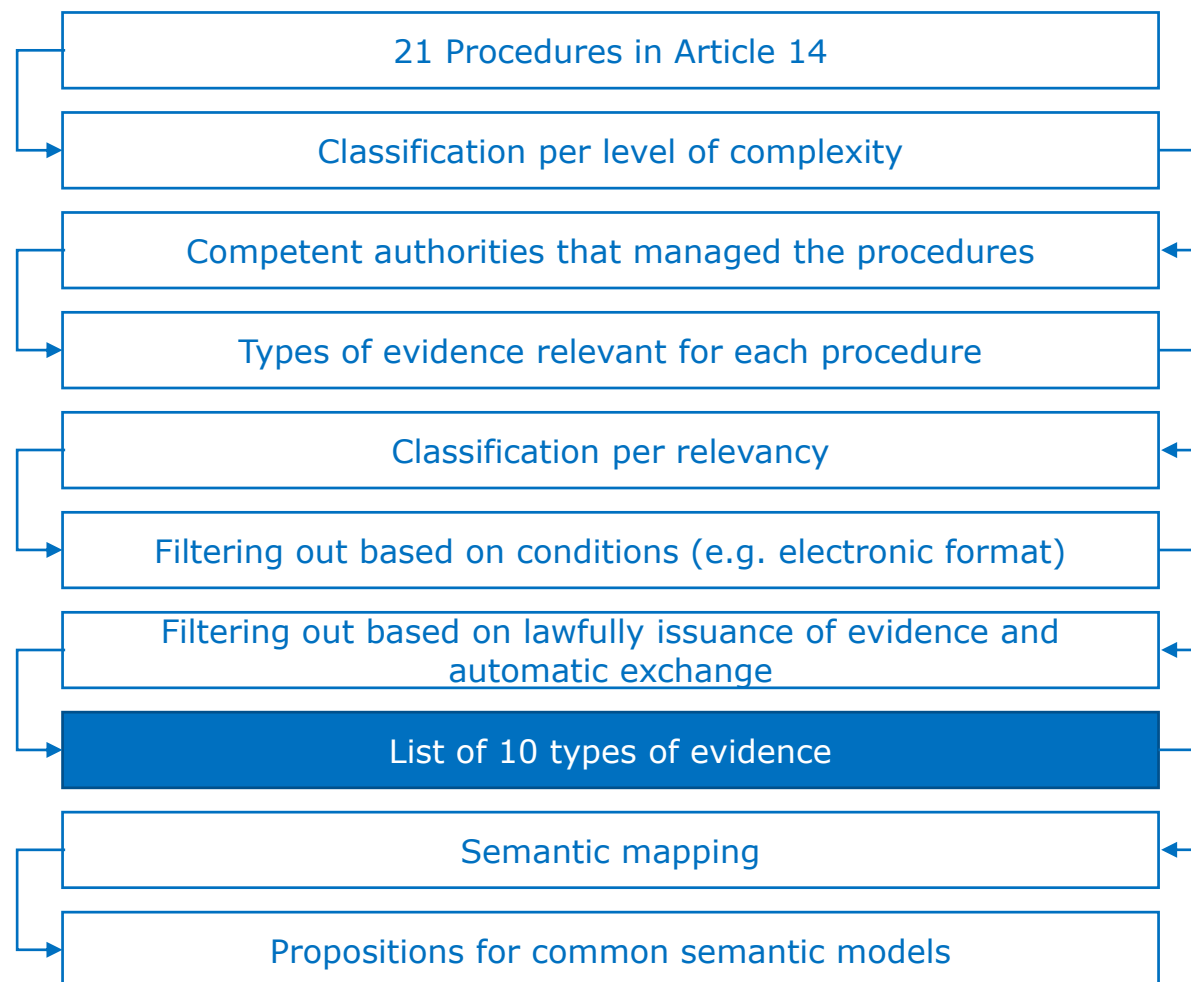 21 Procedures in Article 14
Classification per level of complexity
Competent authorities that managed the procedures
Types of evidence relevant for each procedure
Classification per relevancy
Filtering out based on conditions (e.g. electronic format)
Filtering out based on lawfully issuance of evidence and
automatic exchange
List of 10 types of evidence
Semantic mapping
Propositions for common semantic models